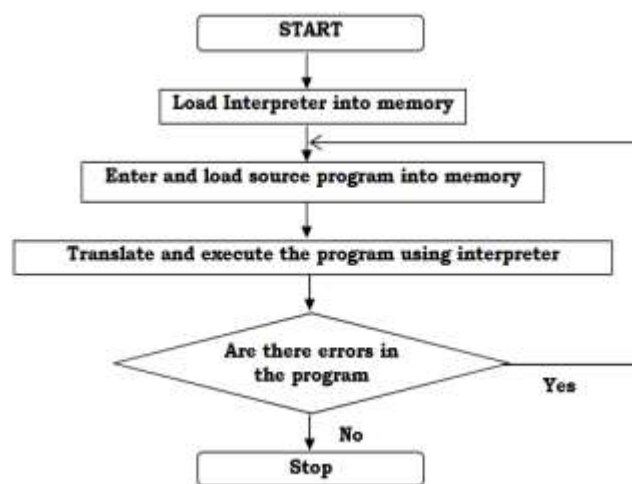 START
Load Interpreter into memory
Enter and load source program into memory
Translate and execute the program using interpreter
Are there errors in
the program
Yes
No
Stop